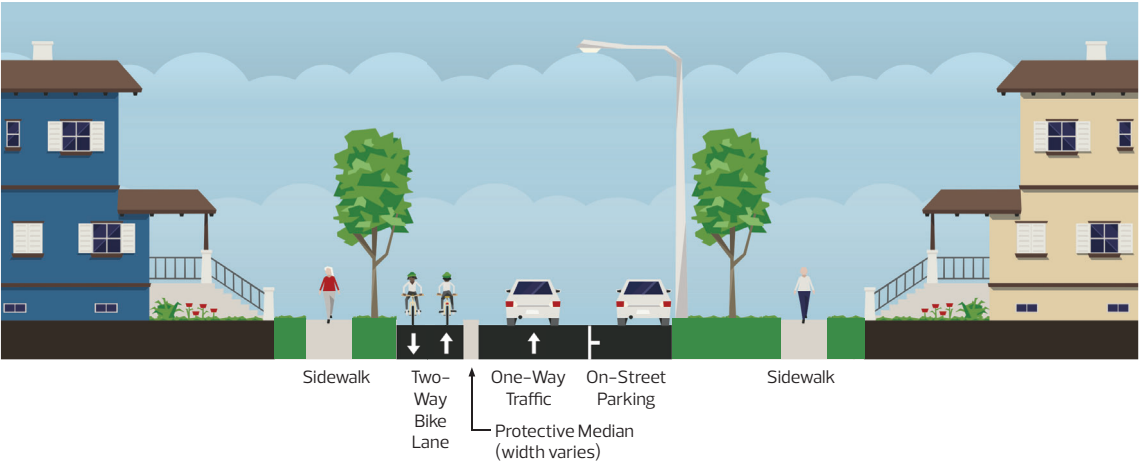 Sidewalk
Two-
Way
Bike
Lane
One-Way
Traffic
On-Street
Parking
Sidewalk
Protective Median
(width varies)